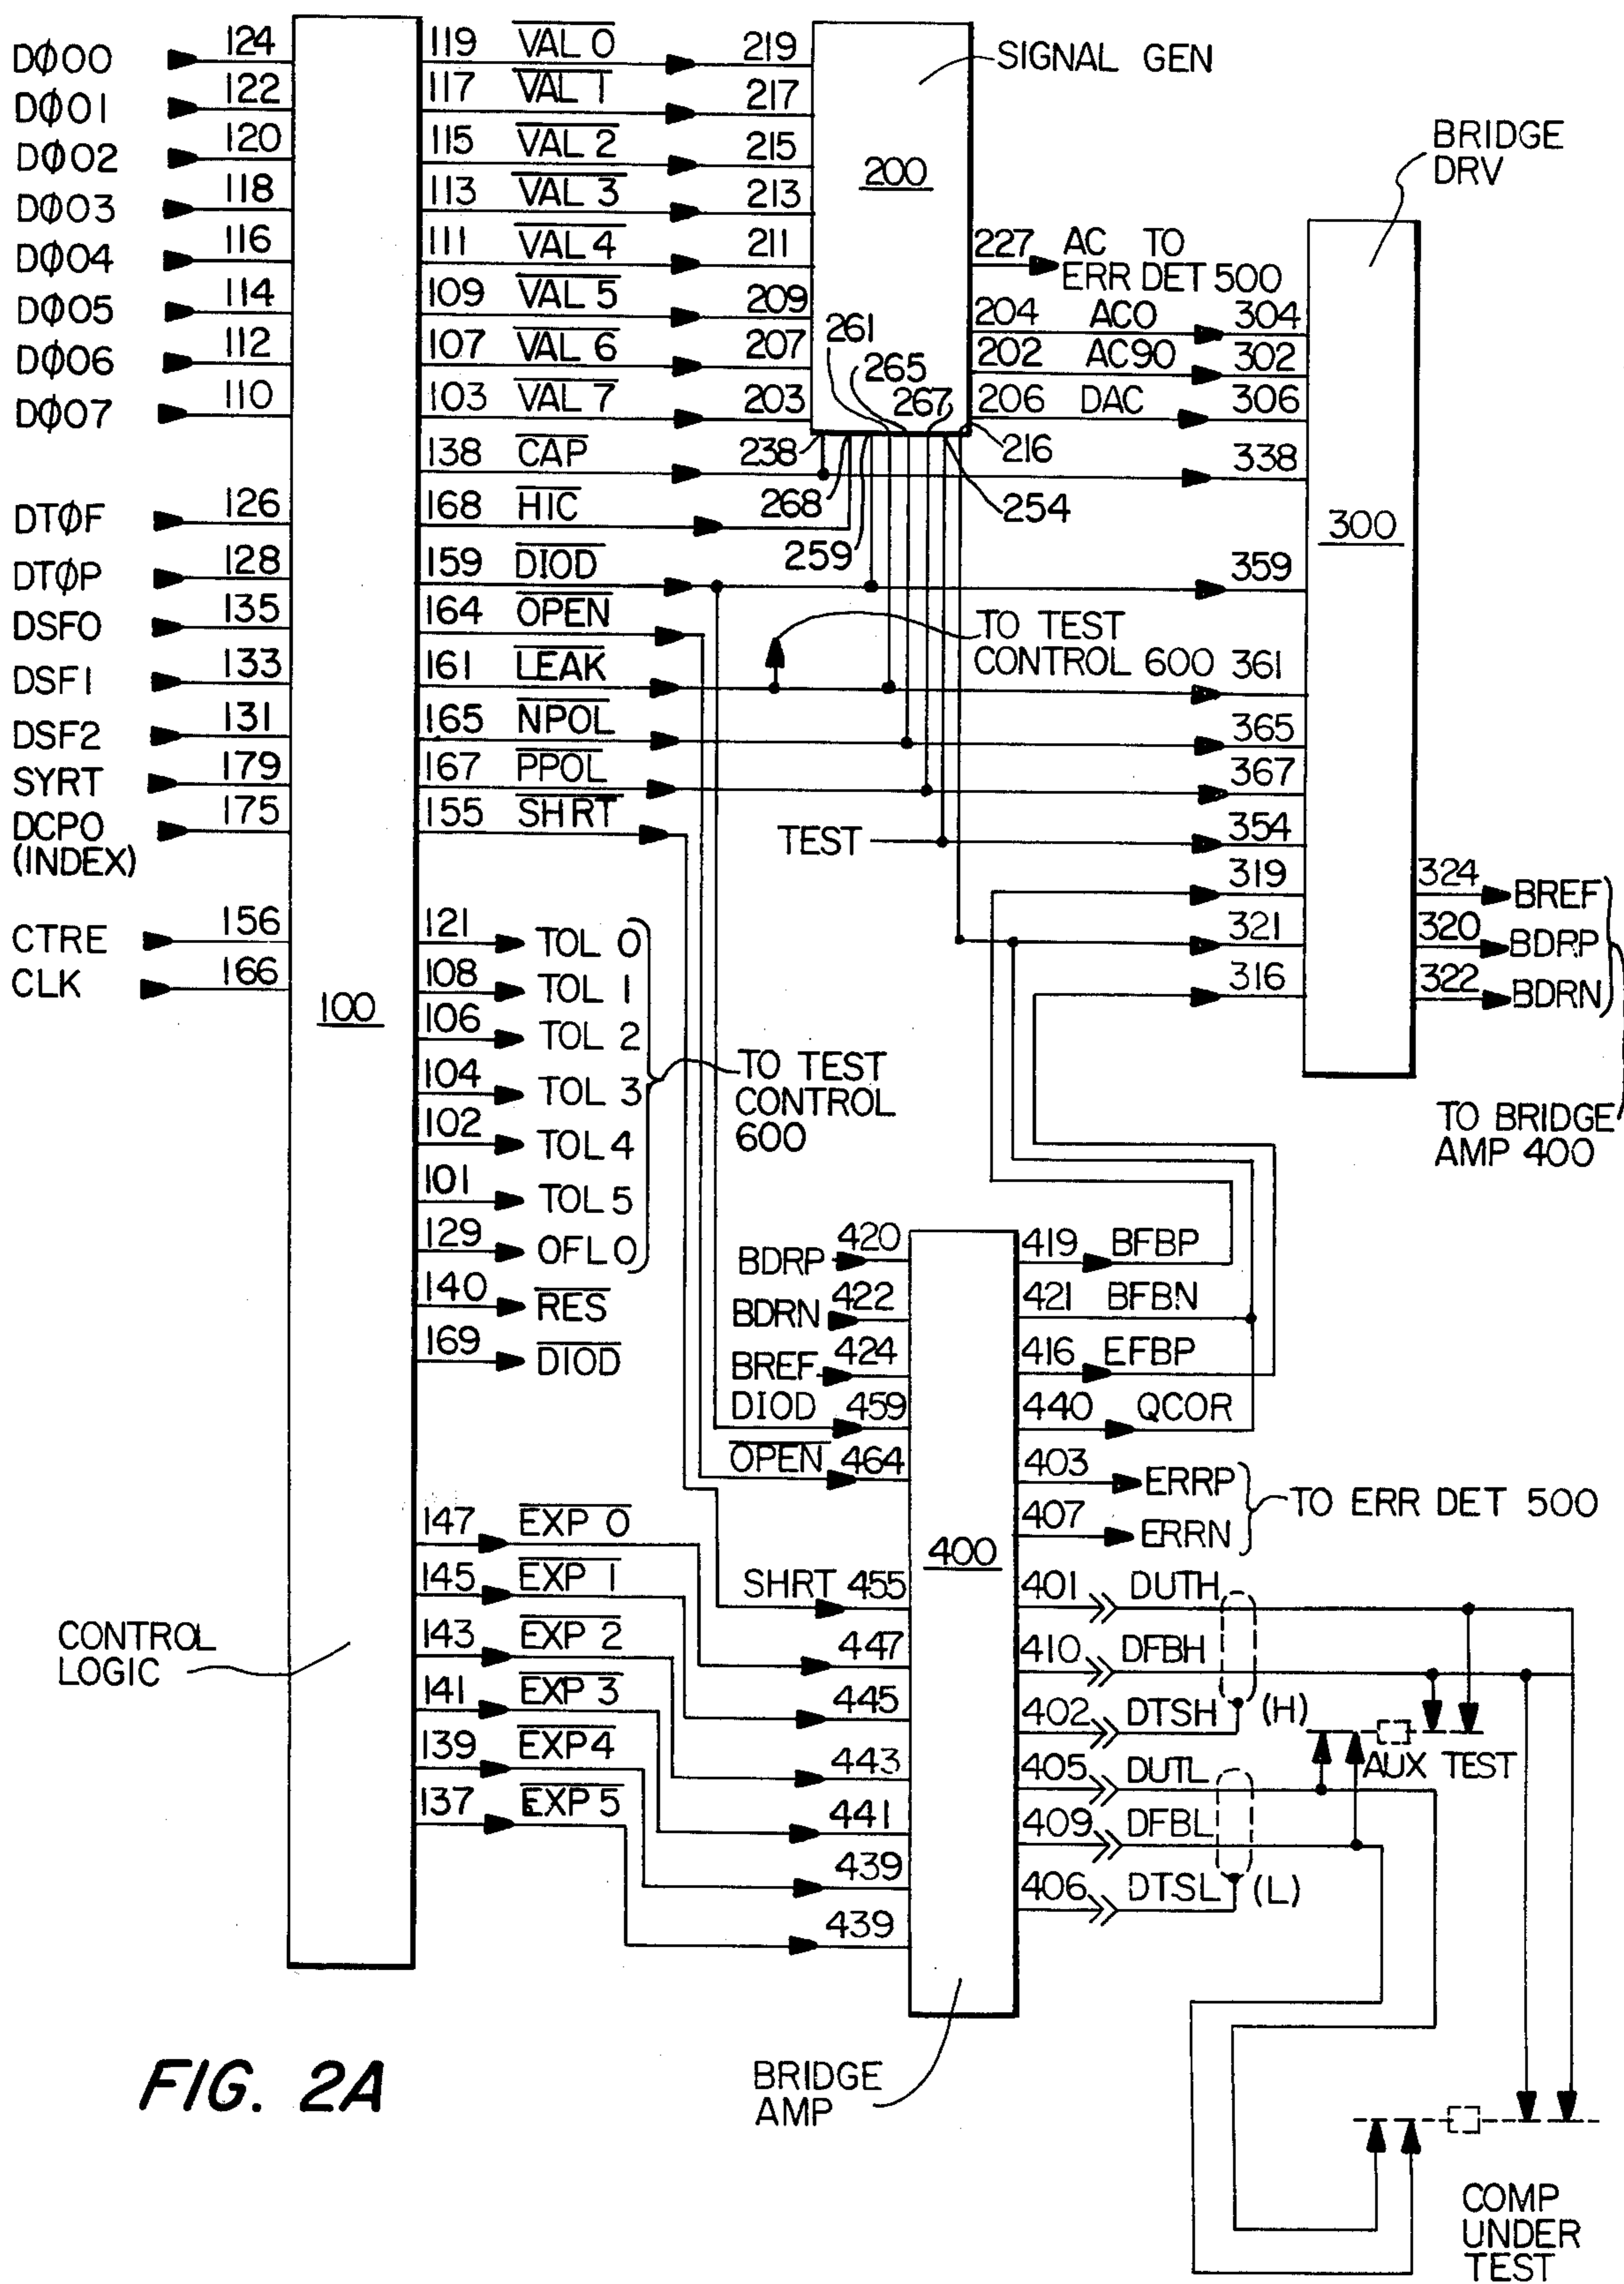 DØ00 124
DØ01 122
DØ02 120
DØ03 118
DØ04 116
DØ05 114
DØ06 112
DØ07 110
DTØF 126
DTØP 128
DSF0 135
DSF1 133
DSF2 131
SYRT 179
DCPO 175
(INDEX)
CTRE 156
CLK 166
100
CONTROL
LOGIC
119 VAL 0 219
117 VAL 1 217
115 VAL 2 215
113 VAL 3 213
111 VAL 4 211
109 VAL 5 209
107 VAL 6 207
103 VAL 7 203
138 CAP 238
168 HIC 268
159 DIOD 259
164 OPEN
161 LEAK
165 NPOL
167 PPOL
155 SHRT
TEST
261
265
267
216
254
SIGNAL GEN
200
227 AC TO
ERR DET 500
204 AC0 304
202 AC90 302
206 DAC 306
338
359
TO TEST
CONTROL 600
361
365
367
354
319
321
316
BRIDGE
DRV
300
324 BREF
320 BDRP
322 BDRN
TO BRIDGE
AMP 400
121 TOL 0
108 TOL 1
106 TOL 2
104 TOL 3
102 TOL 4
101 TOL 5
129 OFLO
TO TEST
CONTROL
600
140 RES
169 DIOD
147 EXP 0
145 EXP 1
143 EXP 2
141 EXP 3
139 EXP4
137 EXP 5
BDRP 420
BDRN 422
BREF 424
DIOD 459
OPEN 464
SHRT 455
447
445
443
441
439
439
400
BRIDGE
AMP
419 BFBP
421 BFBN
416 EFBP
440 QCOR
403 ERRP
407 ERRN
TO ERR DET 500
401 DUTH
410 DFBH
402 DTSH (H)
405 DUTL
409 DFBL
406 DTSL (L)
AUX TEST
COMP
UNDER
TEST
FIG. 2A